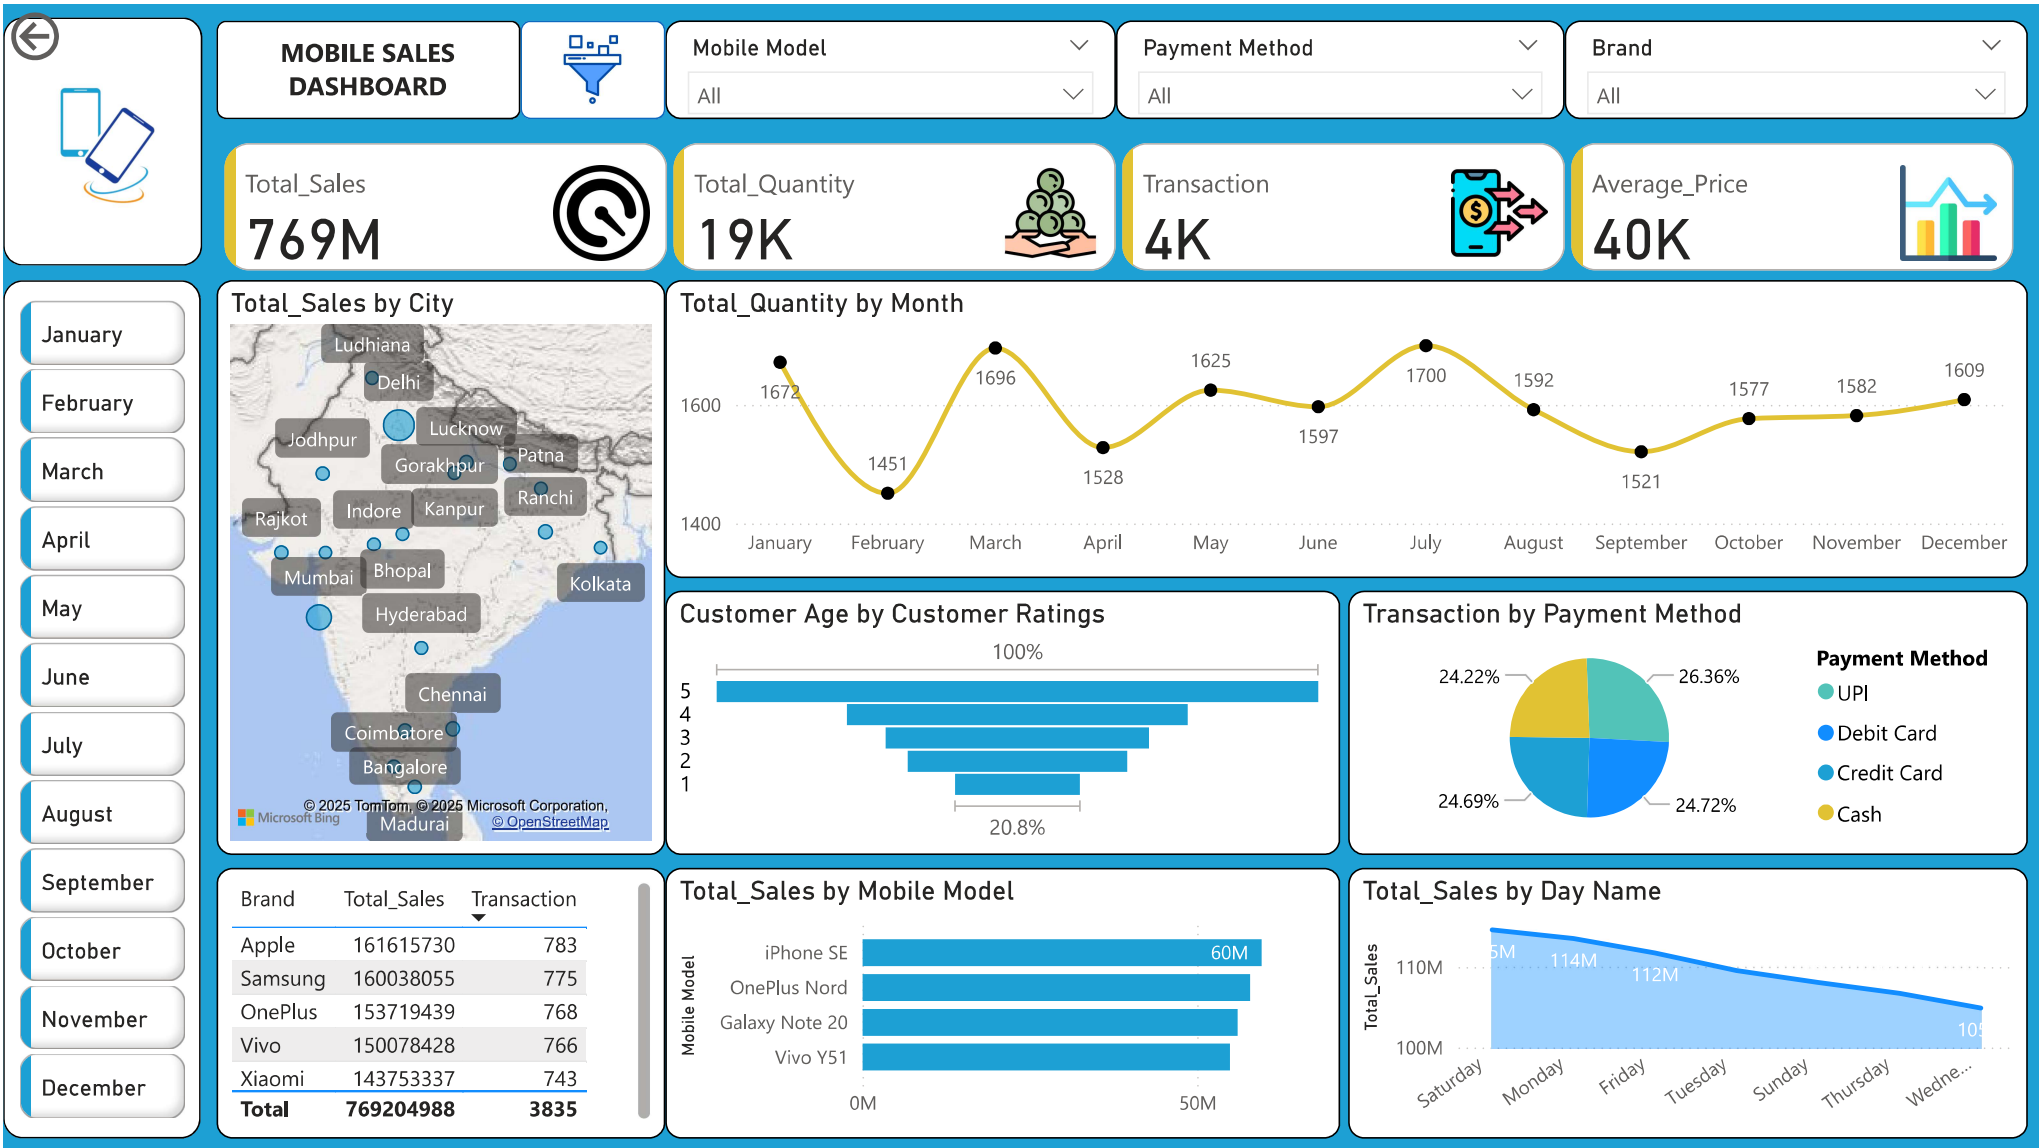 MOBILE SALES
DASHBOARD
Mobile Model
All
Payment Method
All
Brand
All
Total_Sales
769M
Total_Quantity
19K
Transaction
4K
Average_Price
40K
January
February
March
April
May
June
July
August
September
October
November
December
Total_Sales by City
Ludhiana
Delhi
Lucknow
Jodhpur
Gorakhpur
Patna
Ranchi
Rajkot
Indore
Kanpur
Mumbai
Bhopal
Kolkata
Hyderabad
Chennai
Coimbatore
Bangalore
Madurai
© 2025 TomTom, © 2025 Microsoft Corporation,
© OpenStreetMap
Microsoft Bing
Total_Quantity by Month
1600
1400
1672
1451
1696
1528
1625
1597
1700
1592
1521
1577
1582
1609
January February March April May June July August September October November December
Customer Age by Customer Ratings
100%
5
4
3
2
1
20.8%
Transaction by Payment Method
24.22%
26.36%
24.69%
24.72%
Payment Method
UPI
Debit Card
Credit Card
Cash
Brand Total_Sales Transaction
Apple 161615730 783
Samsung 160038055 775
OnePlus 153719439 768
Vivo 150078428 766
Xiaomi 143753337 743
Total 769204988 3835
Total_Sales by Mobile Model
Mobile Model
iPhone SE 60M
OnePlus Nord
Galaxy Note 20
Vivo Y51
0M 50M
Total_Sales by Day Name
Total_Sales
110M
100M
5M
114M
112M
105
Saturday Monday Friday Tuesday Sunday Thursday Wedne...